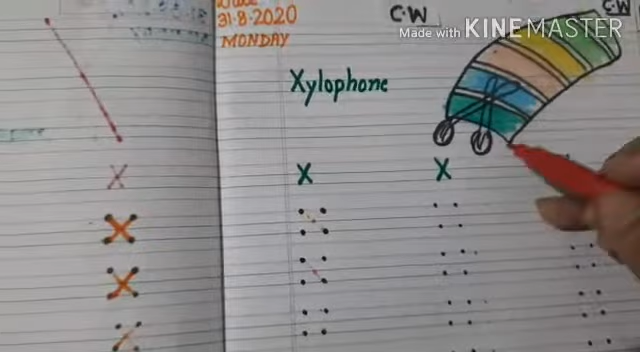 31-8-2020
MONDAY
C.W
C.W
Made with KINEMASTER
Xylophone
X
X
X
X
X